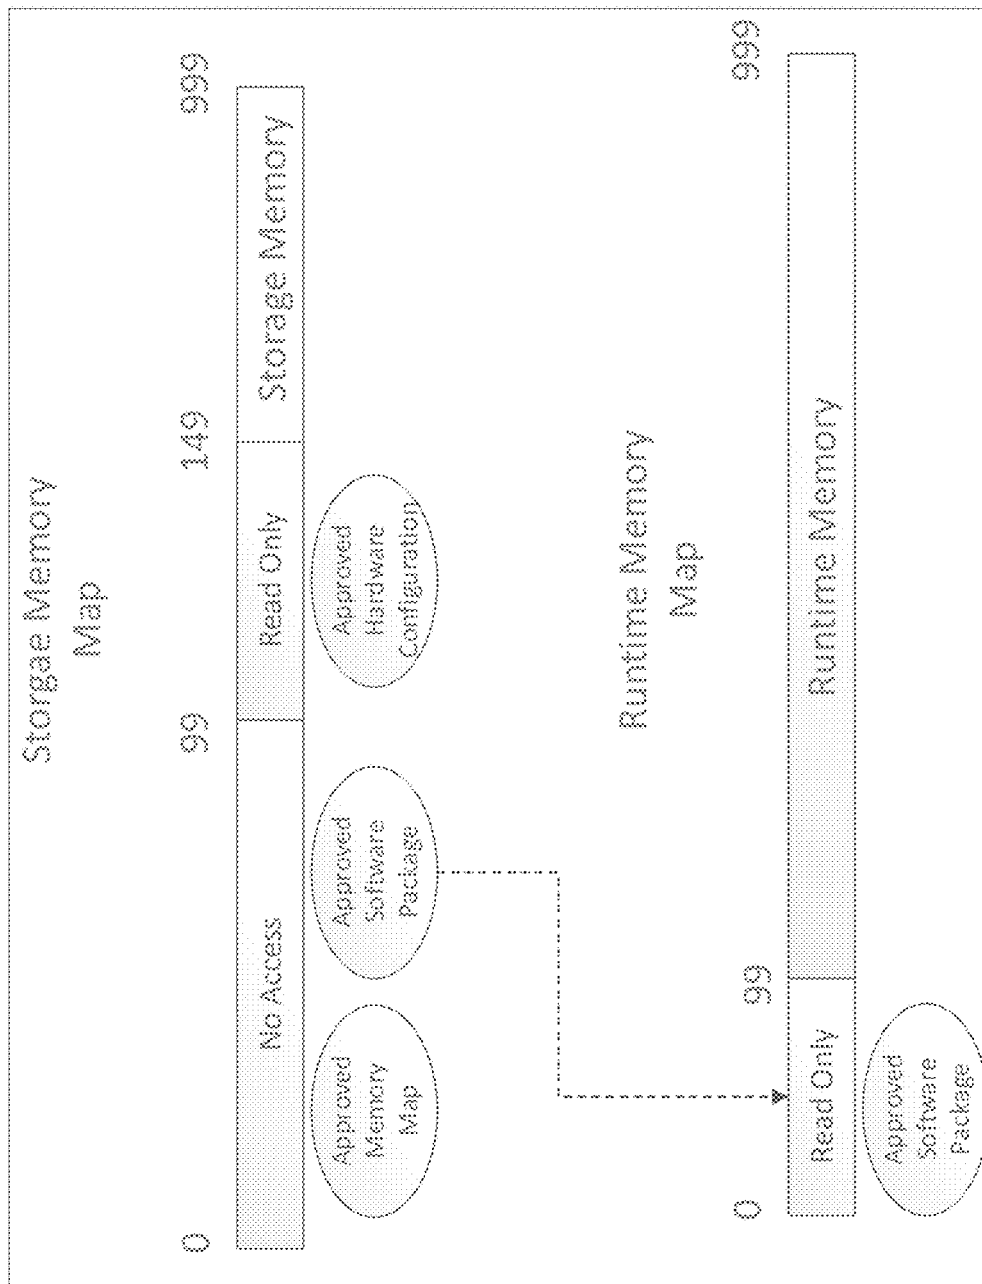 Storgae Memory
Map
0
99
149
999
No Access
Read Only
Storage Memory
Approved
Memory
Map
Approved
Software
Package
Approved
Hardware
Configuration
Runtime Memory
Map
0
99
999
Read Only
Runtime Memory
Approved
Software
Package